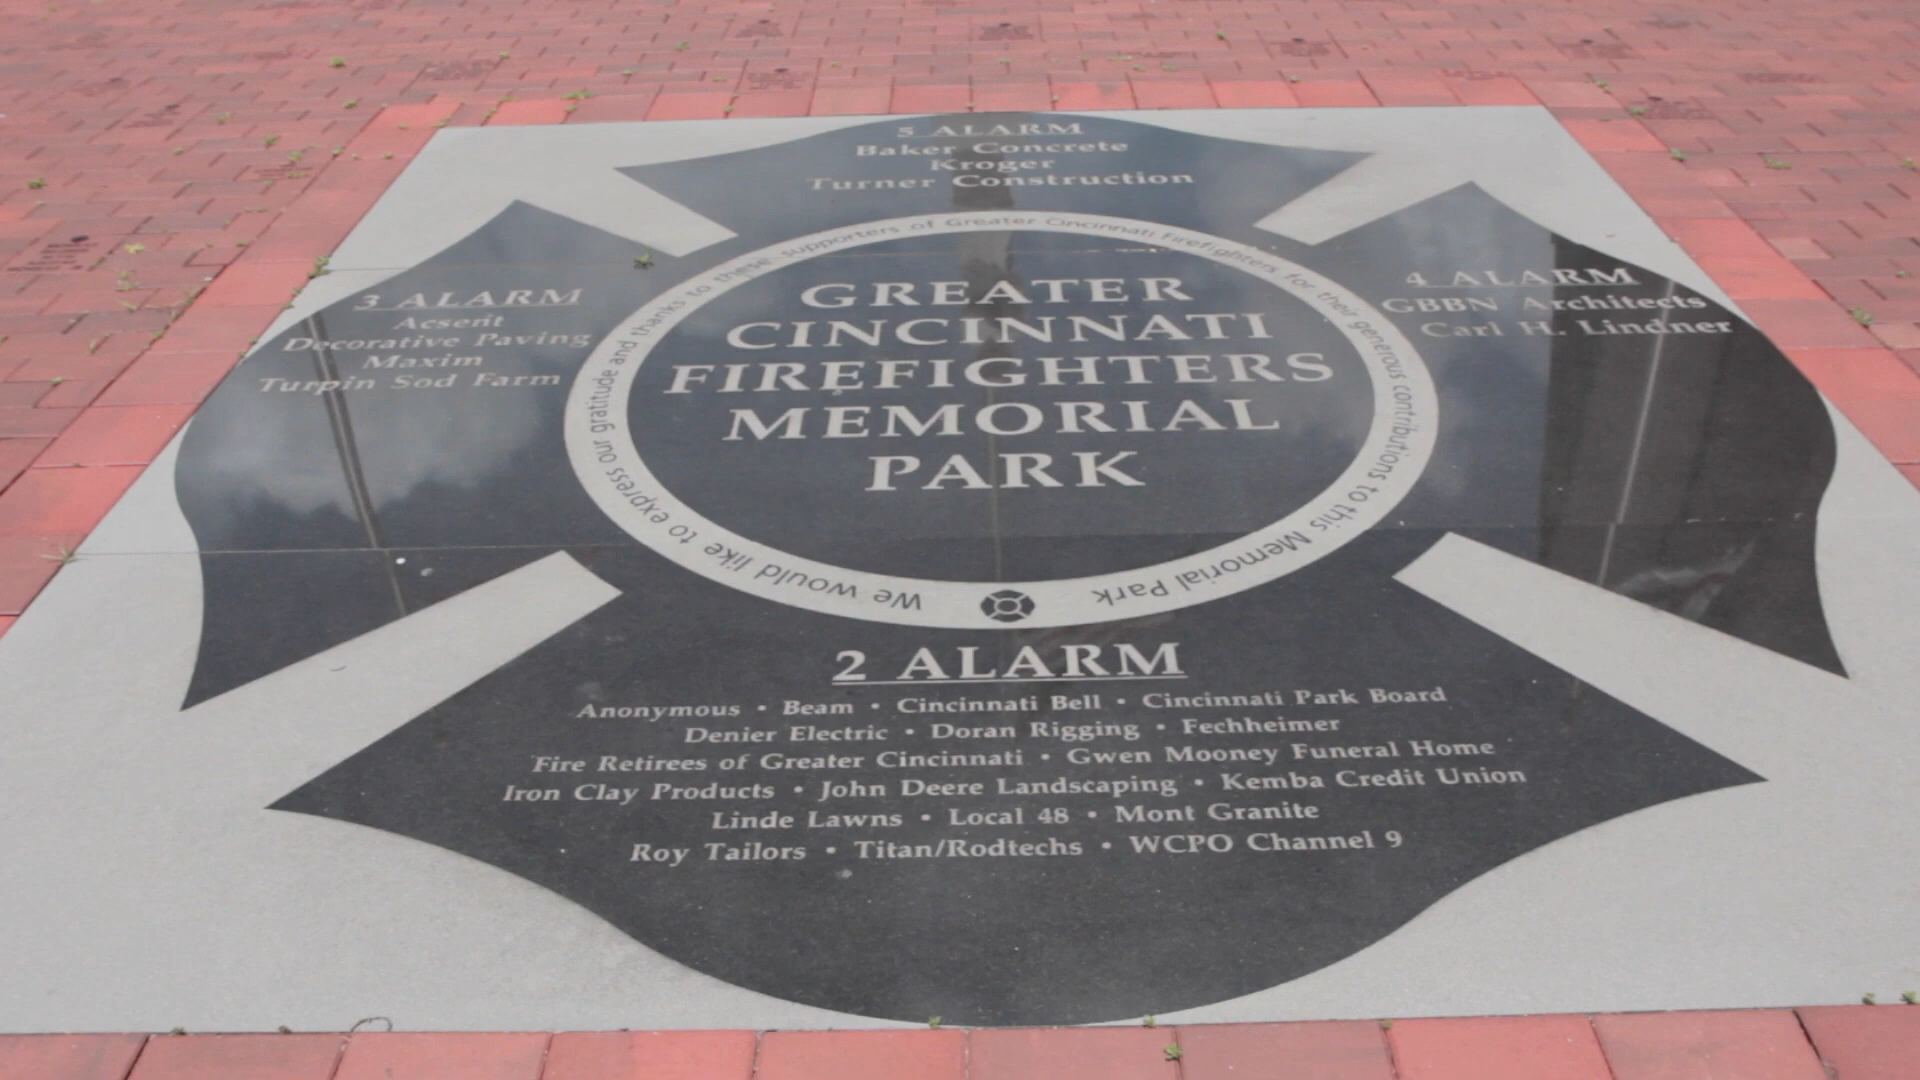 5 ALARM
Baker Concrete
Kroger
Turner Construction
3 ALARM
Acserit
Decorative Paving
Maxim
Turpin Sod Farm
4 ALARM
GBBN Architects
Carl H. Lindner
GREATER
CINCINNATI
FIREFIGHTERS
MEMORIAL
PARK
We would like to express our gratitude and thanks to these supporters of Greater Cincinnati Firefighters for their generous contributions to this Memorial Park
2 ALARM
Anonymous • Beam • Cincinnati Bell • Cincinnati Park Board
Denier Electric • Doran Rigging • Fechheimer
Fire Retirees of Greater Cincinnati • Gwen Mooney Funeral Home
Iron Clay Products • John Deere Landscaping • Kemba Credit Union
Linde Lawns • Local 48 • Mont Granite
Roy Tailors • Titan/Rodtechs • WCPO Channel 9